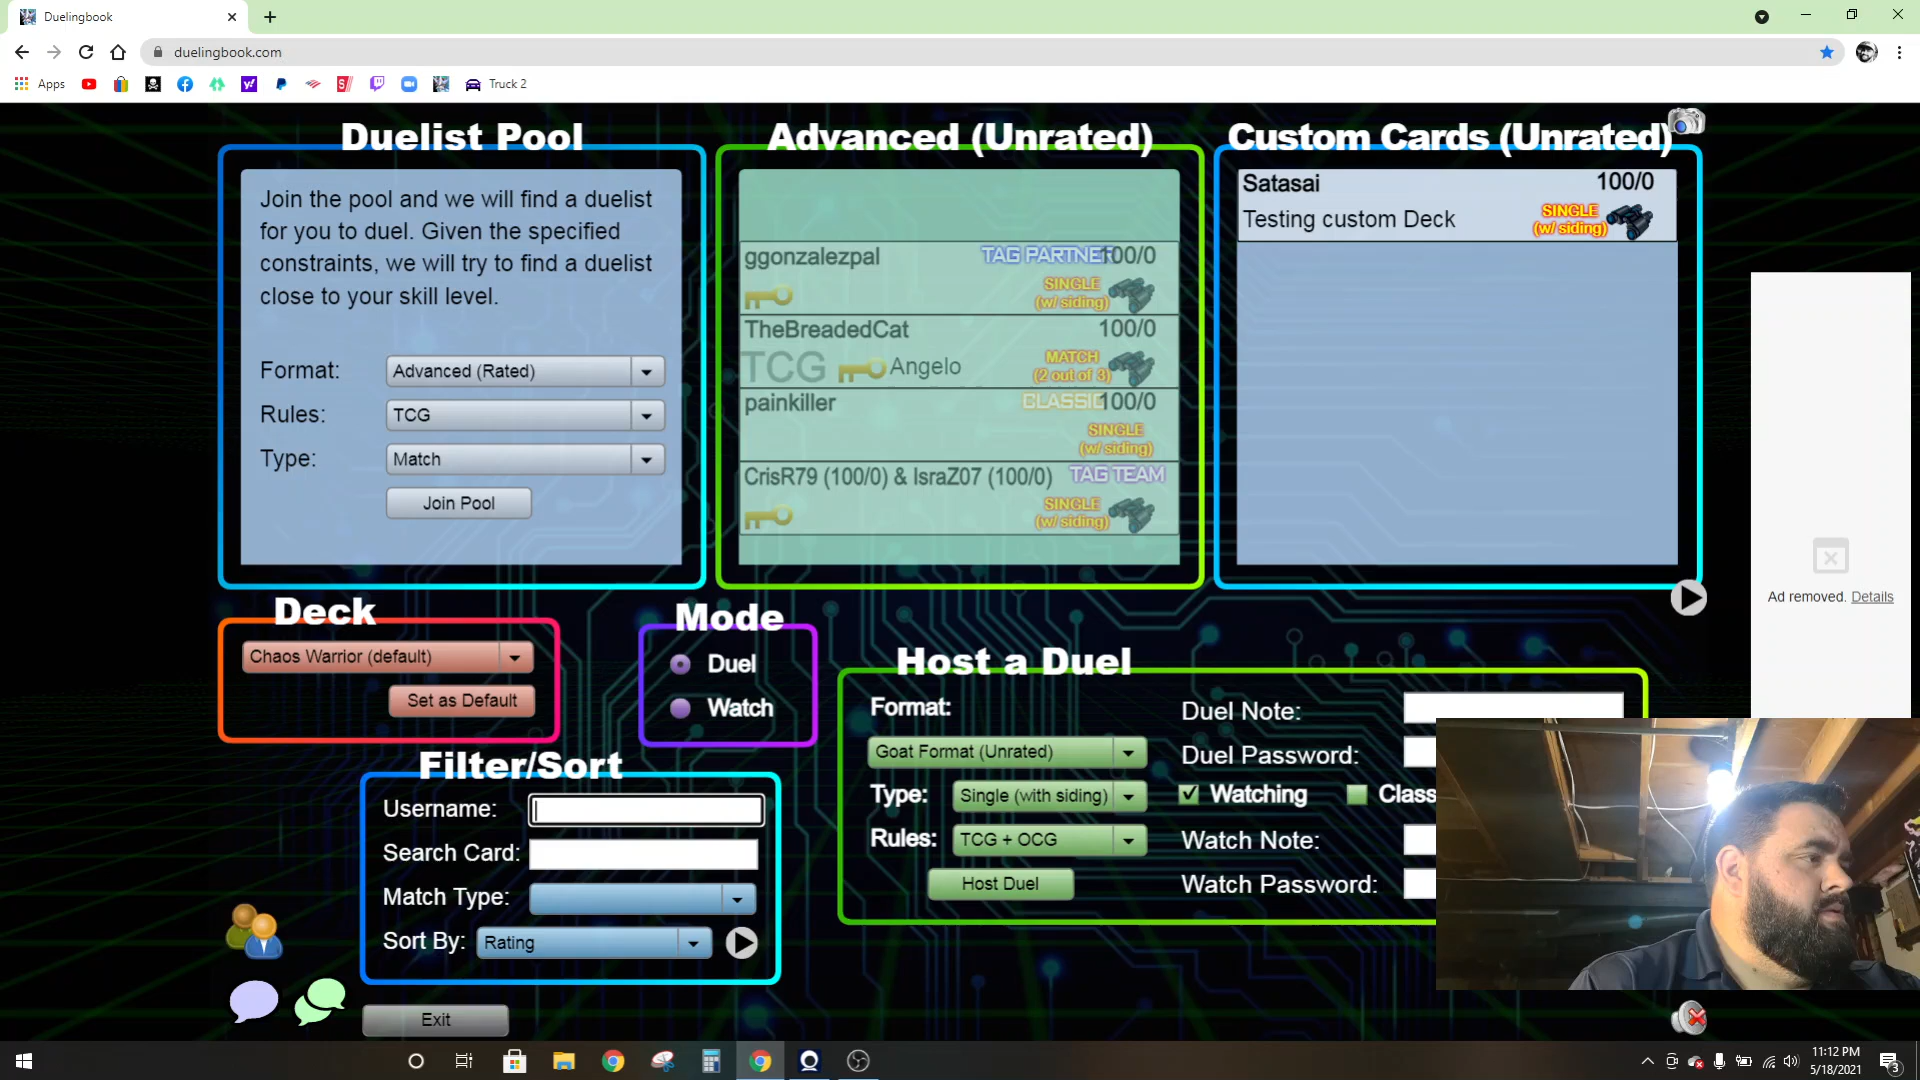 Duelingbook
duelingbook.com
Apps
Truck 2
Duelist Pool
Join the pool and we will find a duelist
for you to duel. Given the specified
constraints, we will try to find a duelist
close to your skill level.
Format: Advanced (Rated)
Rules: TCG
Type: Match
Join Pool
Advanced (Unrated)
ggonzalezpal TAG PARTNER 100/0
SINGLE
(w/ siding)
TheBreadedCat 100/0
TCG Angelo MATCH
(2 out of 3)
painkiller CLASSIC 100/0
SINGLE
(w/ siding)
CrisR79 (100/0) & IsraZ07 (100/0) TAG TEAM
SINGLE
(w/ siding)
Custom Cards (Unrated)
Satasai 100/0
Testing custom Deck SINGLE
(w/ siding)
Ad removed. Details
Deck
Chaos Warrior (default)
Set as Default
Mode
Duel
Watch
Filter/Sort
Username:
Search Card:
Match Type:
Sort By: Rating
Exit
Host a Duel
Format:
Goat Format (Unrated)
Type: Single (with siding)
Rules: TCG + OCG
Host Duel
Duel Note:
Duel Password:
Watching Class
Watch Note:
Watch Password:
11:12 PM
5/18/2021
3